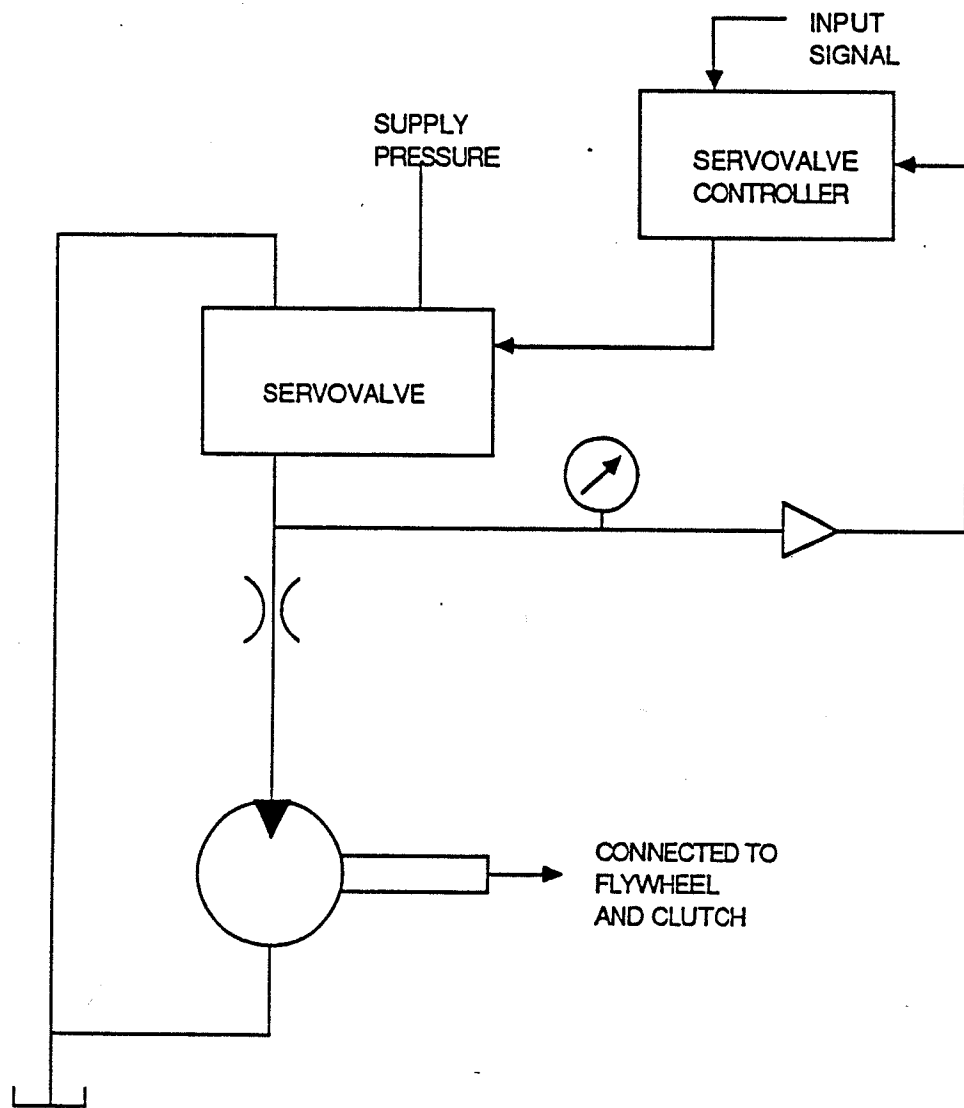 INPUT
SIGNAL
SUPPLY
PRESSURE
SERVOVALVE
CONTROLLER
SERVOVALVE
CONNECTED TO
FLYWHEEL
AND CLUTCH